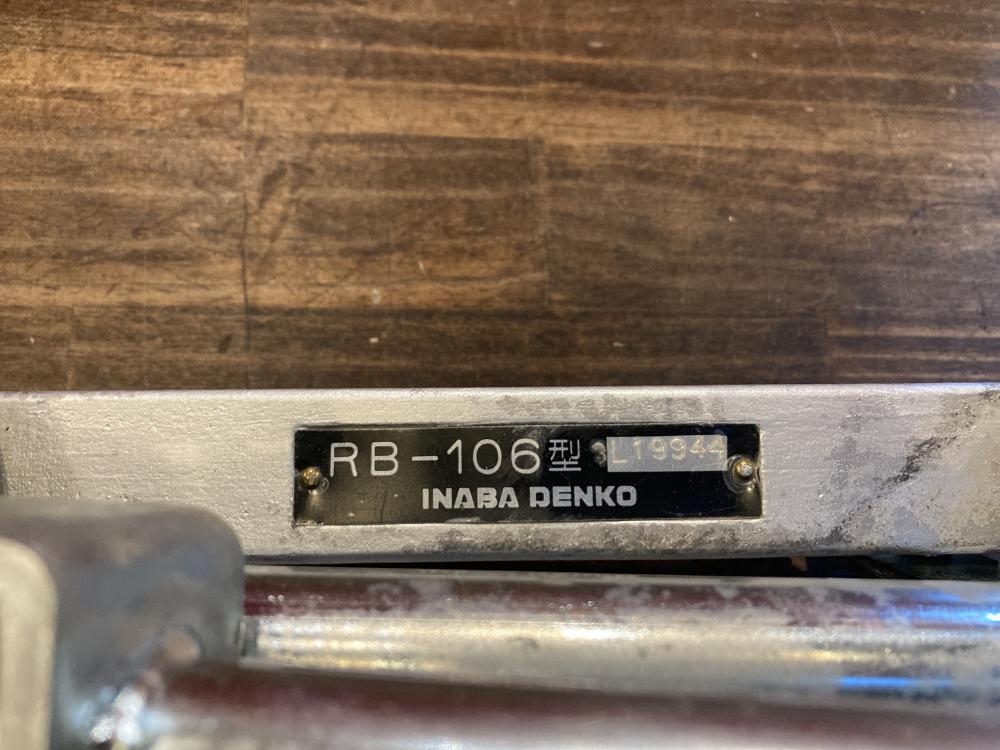 RB-106型 L19944
INABA DENKO